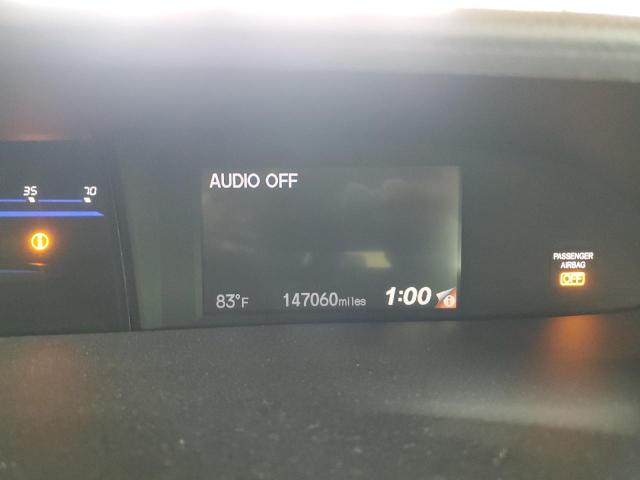 AUDIO OFF
35 70
PASSENGER
AIRBAG
OFF
83°F 147060miles 1:00